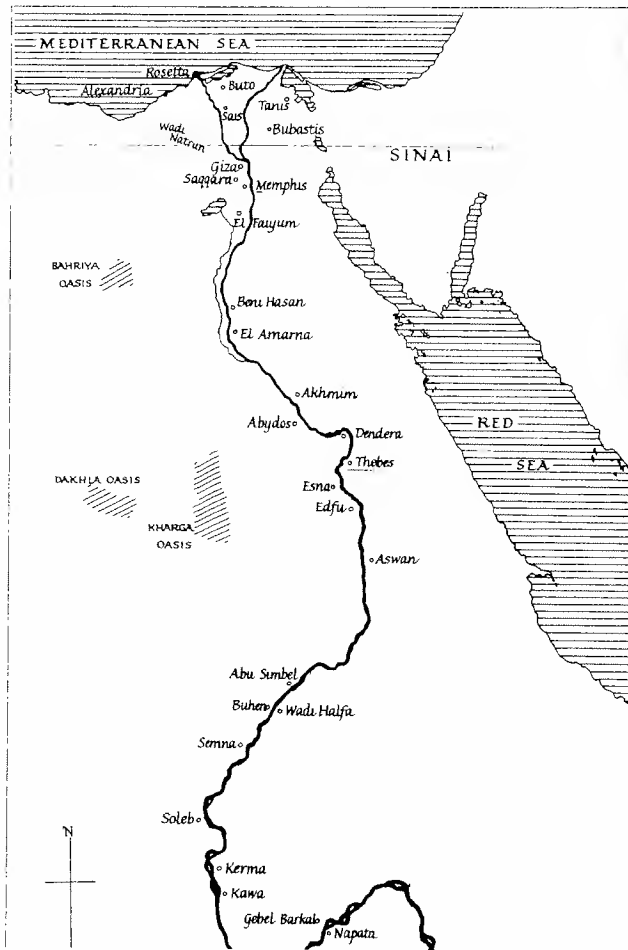 MEDITERRANEAN SEA
Rosetta
Alexandria
Buto
Tanis
Sais
Bubastis
Wadi
Natrun
SINAI
Giza
Saqqara
Memphis
El Faiyum
BAHRIYA
OASIS
Beni Hasan
El Amarna
Akhmim
Abydos
Dendera
RED
SEA
Thebes
DAKHLA OASIS
Esna
Edfu
KHARGA
OASIS
Aswan
Abu Simbel
Buhen
Wadi Halfa
Semna
Soleb
N
Kerma
Kawa
Gebel Barkal
Napata